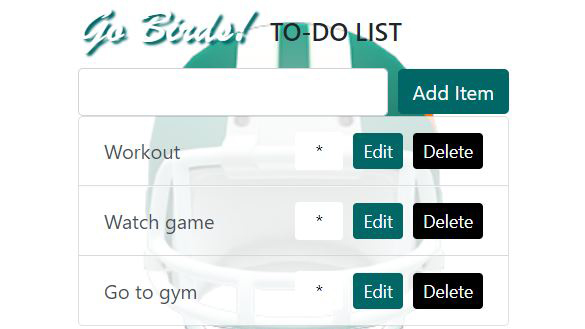 Go Birds! TO-DO LIST
Add Item
Workout * Edit Delete
Watch game * Edit Delete
Go to gym * Edit Delete